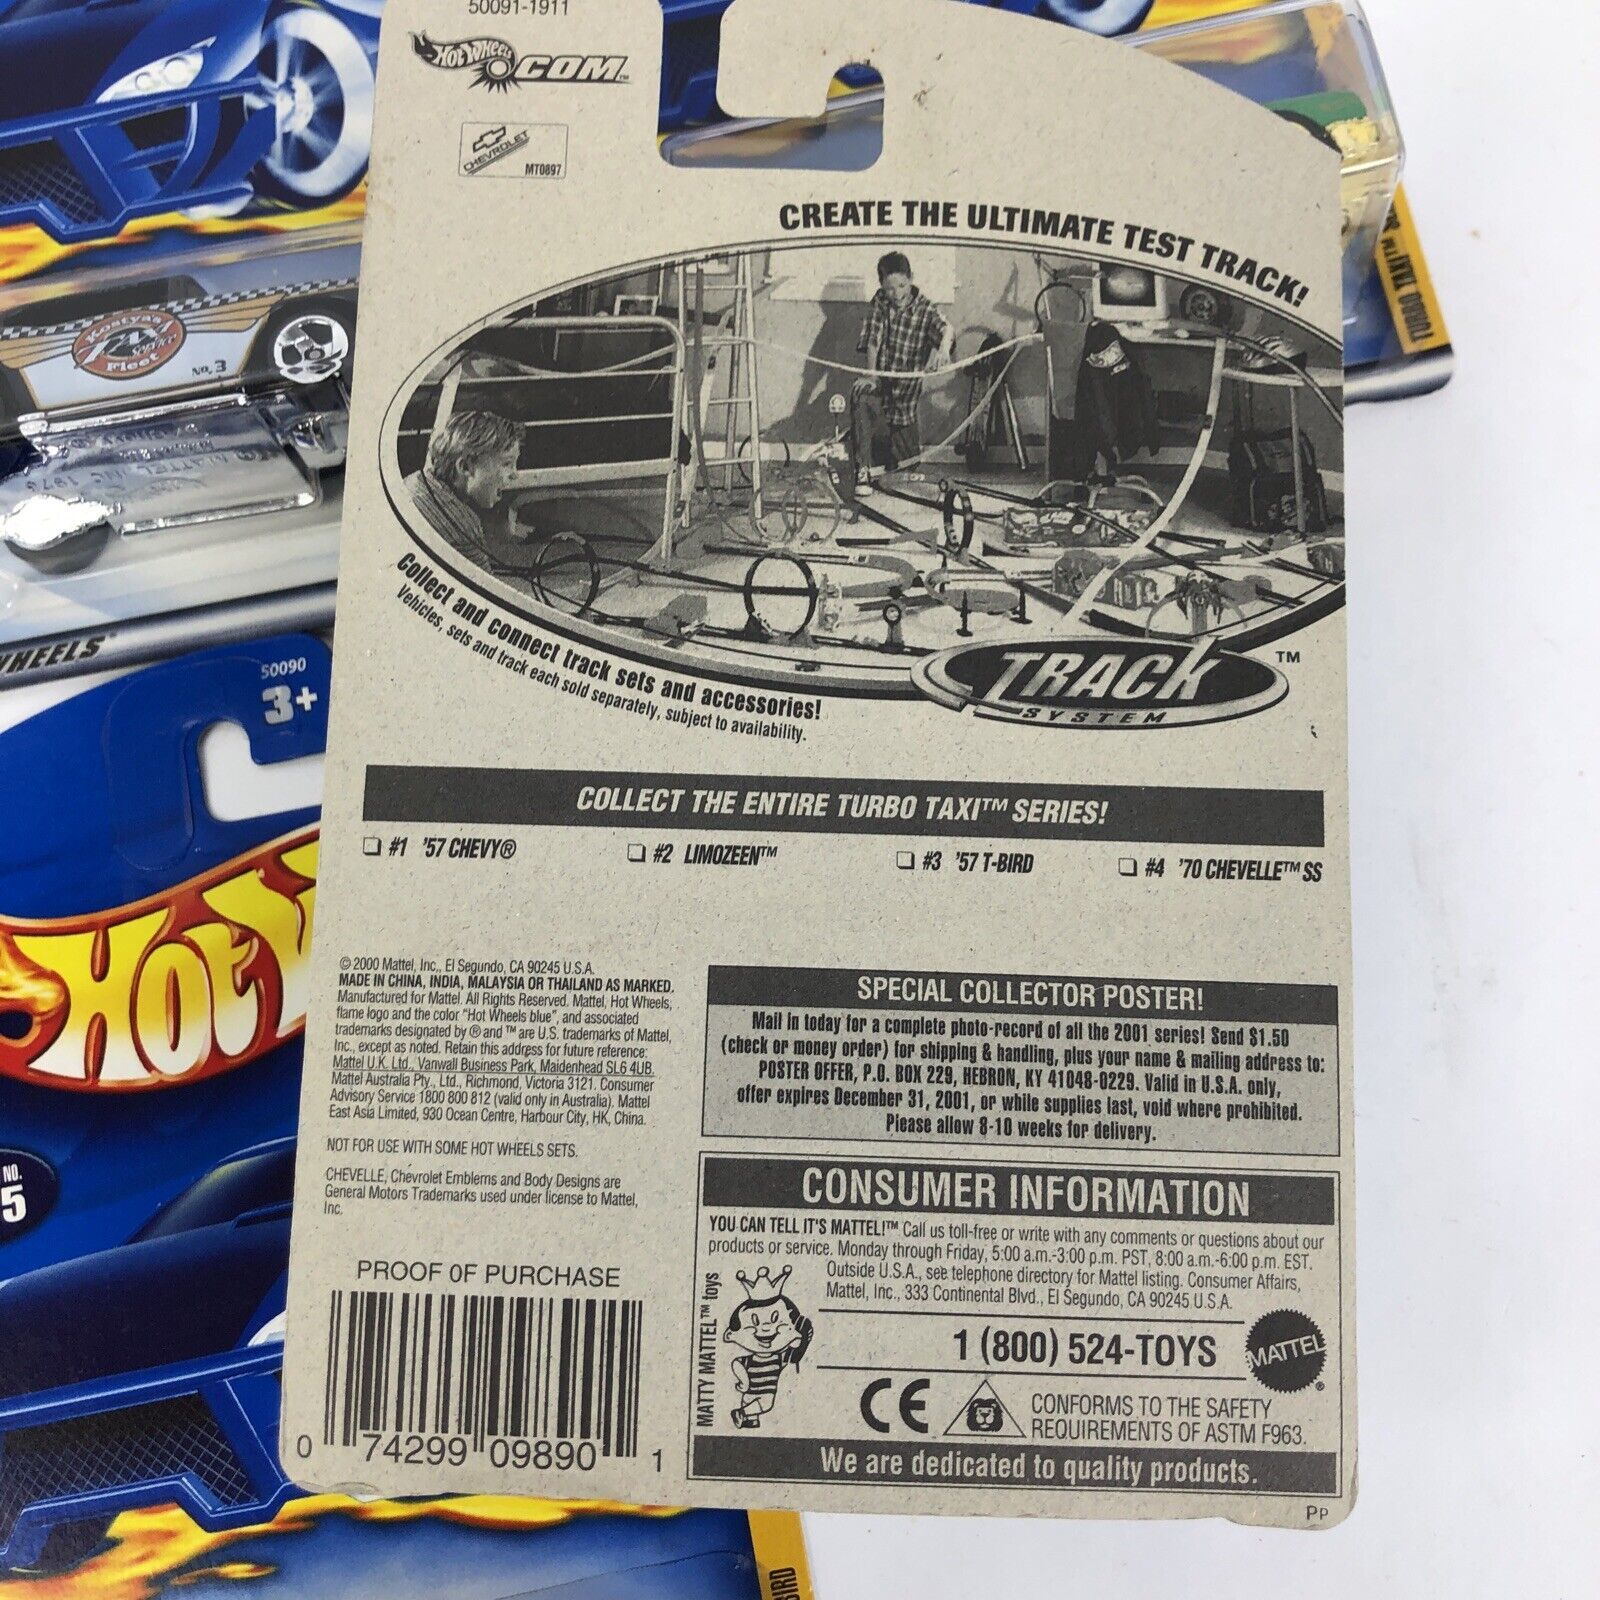 50091-1911
HOT WHEELS
.COM™
CHEVROLET
MT0897
CREATE THE ULTIMATE TEST TRACK!
Collect and connect track sets and accessories!
Vehicles, sets and track each sold separately, subject to availability.
TRACK ™
SYSTEM
COLLECT THE ENTIRE TURBO TAXI™ SERIES!
#1 '57 CHEVY®
#2 LIMOZEEN™
#3 '57 T-BIRD
#4 '70 CHEVELLE™ SS
© 2000 Mattel, Inc., El Segundo, CA 90245 U.S.A.
MADE IN CHINA, INDIA, MALAYSIA OR THAILAND AS MARKED.
Manufactured for Mattel. All Rights Reserved. Mattel, Hot Wheels,
flame logo and the color "Hot Wheels blue", and associated
trademarks designated by ® and ™ are U.S. trademarks of Mattel,
Inc., except as noted. Retain this address for future reference:
Mattel U.K. Ltd., Vanwall Business Park, Maidenhead SL6 4UB.
Mattel Australia Pty., Ltd., Richmond, Victoria 3121. Consumer
Advisory Service 1800 800 812 (valid only in Australia). Mattel
East Asia Limited, 930 Ocean Centre, Harbour City, HK, China.
NOT FOR USE WITH SOME HOT WHEELS SETS.
CHEVELLE, Chevrolet Emblems and Body Designs are
General Motors Trademarks used under license to Mattel,
Inc.
PROOF OF PURCHASE
0 74299 09890 1
SPECIAL COLLECTOR POSTER!
Mail in today for a complete photo-record of all the 2001 series! Send $1.50
(check or money order) for shipping & handling, plus your name & mailing address to:
POSTER OFFER, P.O. BOX 229, HEBRON, KY 41048-0229. Valid in U.S.A. only,
offer expires December 31, 2001, or while supplies last, void where prohibited.
Please allow 8-10 weeks for delivery.
CONSUMER INFORMATION
YOU CAN TELL IT'S MATTEL!™ Call us toll-free or write with any comments or questions about our
products or service. Monday through Friday, 5:00 a.m.-3:00 p.m. PST, 8:00 a.m.-6:00 p.m. EST.
Outside U.S.A., see telephone directory for Mattel listing. Consumer Affairs,
Mattel, Inc., 333 Continental Blvd., El Segundo, CA 90245 U.S.A.
MATTY MATTEL™ toys
1 (800) 524-TOYS
MATTEL ®
CE
CONFORMS TO THE SAFETY
REQUIREMENTS OF ASTM F963.
We are dedicated to quality products.
PP
Kostya's
Taxi
Service
Fleet
NO. 3
MATTEL INC 1976
WHEELS
50090
3+
HOT W
NO.
5
TURBO TAXI™
BIRD